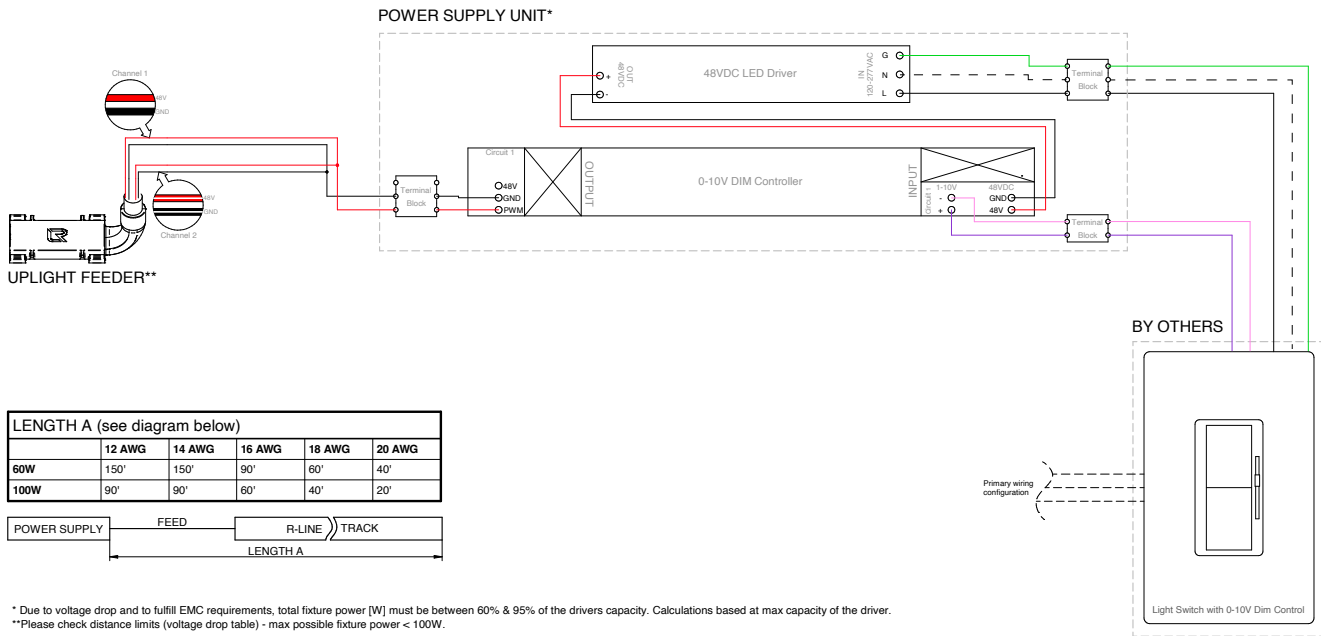 POWER SUPPLY UNIT*
48VDC LED Driver
OUT
48VDC
+
-
IN
120-277VAC
G
N
L
Terminal
Block
Channel 1
48V
GND
Circuit 1
48V
GND
PWM
OUTPUT
0-10V DIM Controller
INPUT
circuit 1
1-10V
-
+
48VDC
GND
48V
Terminal
Block
Terminal
Block
48V
GND
Channel 2
R
UPLIGHT FEEDER**
BY OTHERS
Primary wiring
configuration
Light Switch with 0-10V Dim Control
LENGTH A (see diagram below)
12 AWG 14 AWG 16 AWG 18 AWG 20 AWG
60W 150' 150' 90' 60' 40'
100W 90' 90' 60' 40' 20'
POWER SUPPLY FEED R-LINE TRACK
LENGTH A
* Due to voltage drop and to fulfill EMC requirements, total fixture power [W] must be between 60% & 95% of the drivers capacity. Calculations based at max capacity of the driver.
**Please check distance limits (voltage drop table) - max possible fixture power < 100W.